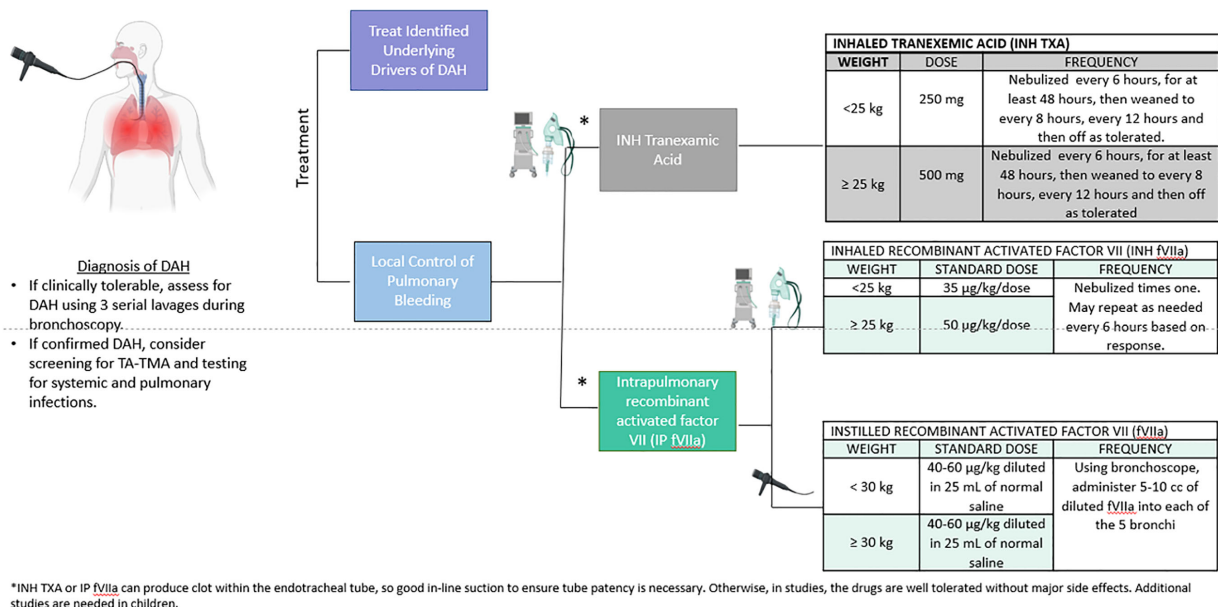 Diagnosis of DAH
• If clinically tolerable, assess for
DAH using 3 serial lavages during
bronchoscopy.
• If confirmed DAH, consider
screening for TA-TMA and testing
for systemic and pulmonary
infections.
Treatment
Treat Identified
Underlying
Drivers of DAH
Local Control of
Pulmonary
Bleeding
*
INH Tranexamic
Acid
*
Intrapulmonary
recombinant
activated factor
VII (IP fVIIa)
INHALED TRANEXEMIC ACID (INH TXA)
WEIGHT DOSE FREQUENCY
<25 kg 250 mg Nebulized every 6 hours, for at
least 48 hours, then weaned to
every 8 hours, every 12 hours and
then off as tolerated.
≥ 25 kg 500 mg Nebulized every 6 hours, for at least
48 hours, then weaned to every 8
hours, every 12 hours and then off
as tolerated
INHALED RECOMBINANT ACTIVATED FACTOR VII (INH fVIIa)
WEIGHT STANDARD DOSE FREQUENCY
<25 kg 35 µg/kg/dose Nebulized times one.
≥ 25 kg 50 µg/kg/dose May repeat as needed
every 6 hours based on
response.
INSTILLED RECOMBINANT ACTIVATED FACTOR VII (fVIIa)
WEIGHT STANDARD DOSE FREQUENCY
< 30 kg 40-60 µg/kg diluted
in 25 mL of normal
saline
Using bronchoscope,
administer 5-10 cc of
diluted fVIIa into each of
the 5 bronchi
≥ 30 kg 40-60 µg/kg diluted
in 25 mL of normal
saline
*INH TXA or IP fVIIa can produce clot within the endotracheal tube, so good in-line suction to ensure tube patency is necessary. Otherwise, in studies, the drugs are well tolerated without major side effects. Additional
studies are needed in children.